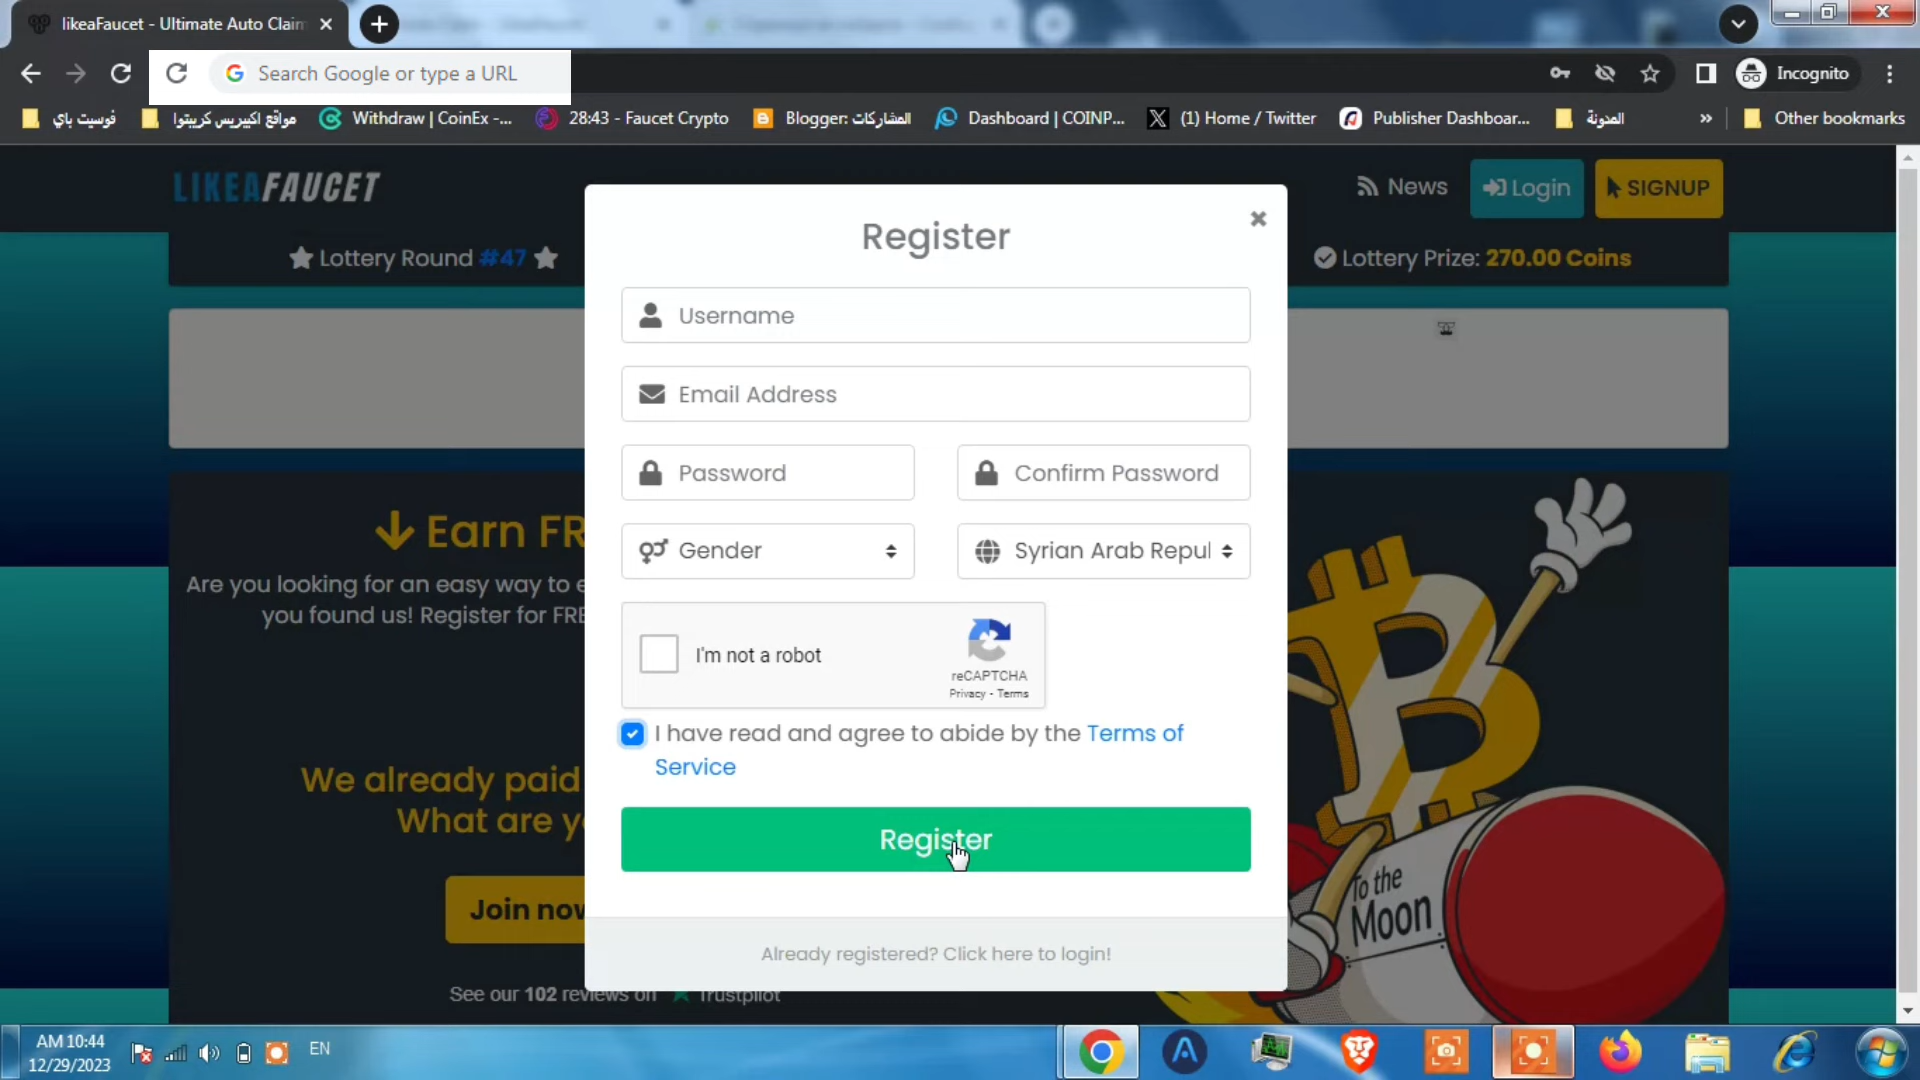 likeaFaucet - Ultimate Auto Claim
Search Google or type a URL
Incognito
فوسيت باي
مواقع اكبيريس كريبتوا
Withdraw | CoinEx -...
28:43 - Faucet Crypto
Blogger: المشاركات
Dashboard | COINP...
(1) Home / Twitter
Publisher Dashboar...
المدونة
»
Other bookmarks
LIKEAFAUCET
News
Login
SIGNUP
Lottery Round #47
Lottery Prize: 270.00 Coins
Register
Username
Email Address
Password
Confirm Password
Gender
Syrian Arab Repul
I'm not a robot
reCAPTCHA
Privacy - Terms
I have read and agree to abide by the Terms of
Service
Register
Already registered? Click here to login!
Earn FR
Are you looking for an easy way to e
you found us! Register for FRE
We already paid
What are y
Join now
See our 102 reviews on Trustpilot
To the
Moon
AM 10:44
12/29/2023
EN